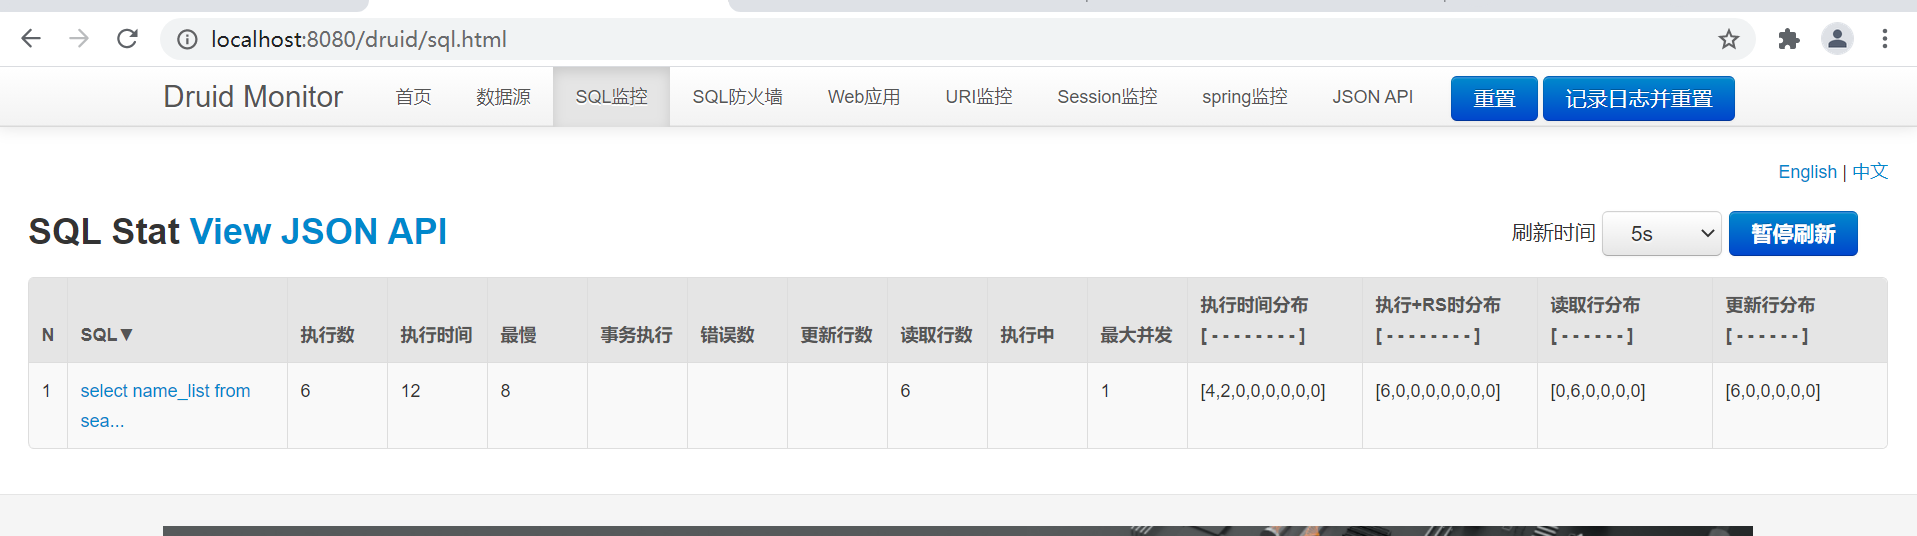 localhost:8080/druid/sql.html
Druid Monitor 首页 数据源 SQL监控 SQL防火墙 Web应用 URI监控 Session监控 spring监控 JSON API 重置 记录日志并重置
English | 中文
SQL Stat View JSON API 刷新时间 5s 暂停刷新
N SQL▼ 执行数 执行时间 最慢 事务执行 错误数 更新行数 读取行数 执行中 最大并发 执行时间分布 执行+RS时分布 读取行分布 更新行分布
[ - - - - - - - - ] [ - - - - - - - - ] [ - - - - - - ] [ - - - - - - ]
1 select name_list from 6 12 8 6 1 [4,2,0,0,0,0,0,0] [6,0,0,0,0,0,0,0] [0,6,0,0,0,0] [6,0,0,0,0,0]
sea...